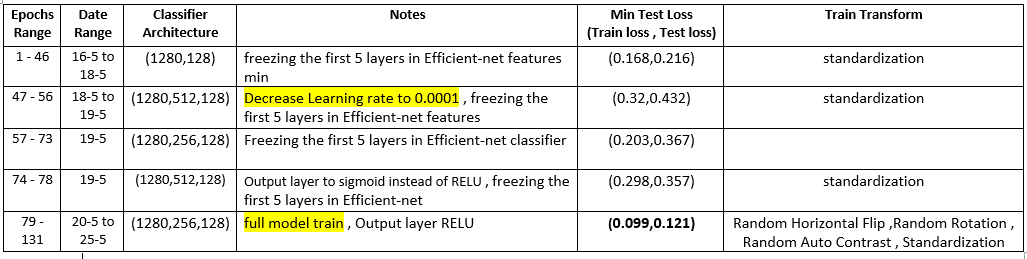 Epochs Range | Date Range | Classifier Architecture | Notes | Min Test Loss (Train loss , Test loss) | Train Transform
1 - 46 | 16-5 to 18-5 | (1280,128) | freezing the first 5 layers in Efficient-net features min | (0.168,0.216) | standardization
47 - 56 | 18-5 to 19-5 | (1280,512,128) | Decrease Learning rate to 0.0001 , freezing the first 5 layers in Efficient-net features | (0.32,0.432) | standardization
57 - 73 | 19-5 | (1280,256,128) | Freezing the first 5 layers in Efficient-net classifier | (0.203,0.367) |
74 - 78 | 19-5 | (1280,512,128) | Output layer to sigmoid instead of RELU , freezing the first 5 layers in Efficient-net | (0.298,0.357) | standardization
79 - 131 | 20-5 to 25-5 | (1280,256,128) | full model train , Output layer RELU | (0.099,0.121) | Random Horizontal Flip ,Random Rotation , Random Auto Contrast , Standardization